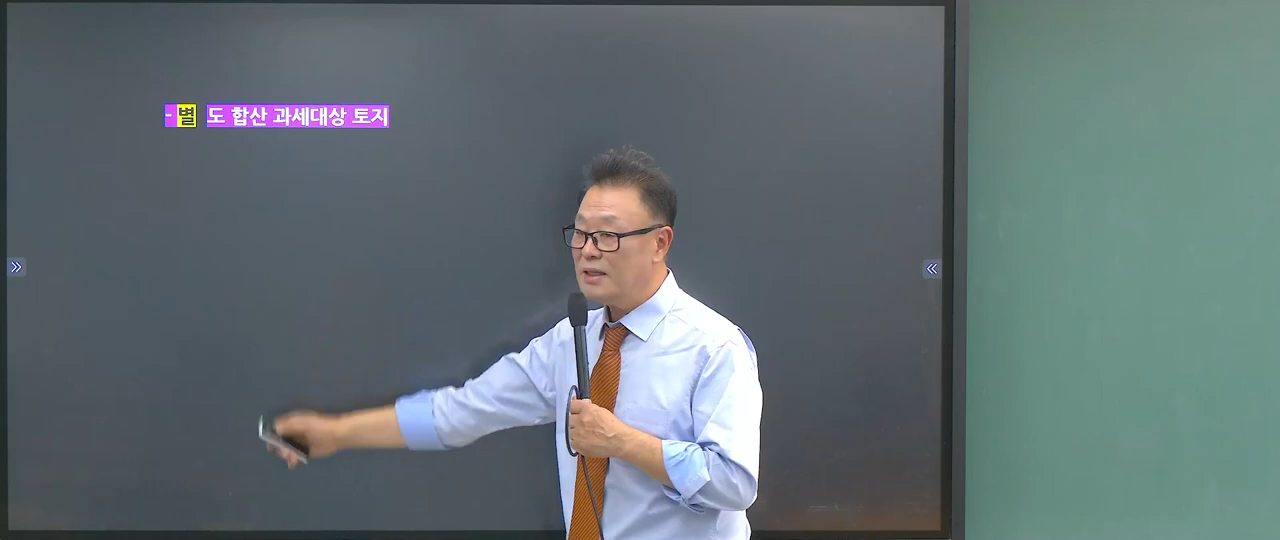 - 별 도 합산 과세대상 토지